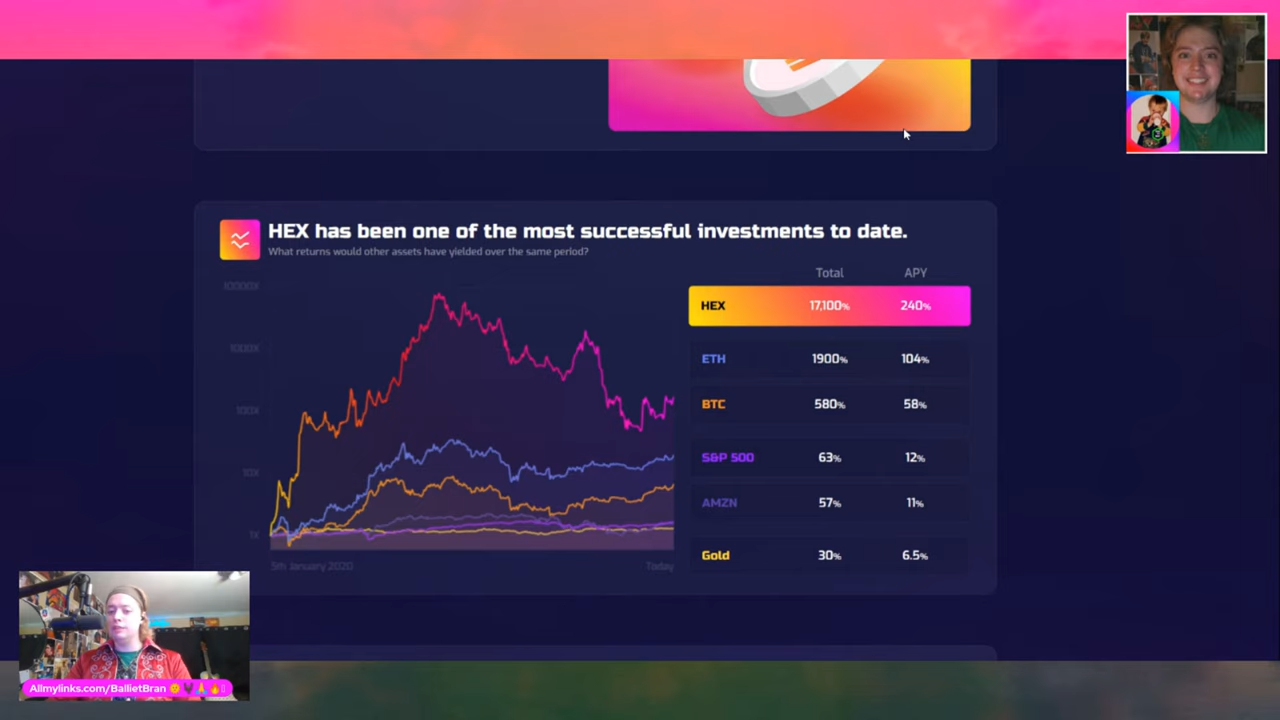 HEX has been one of the most successful investments to date.
What returns would other assets have yielded over the same period?
Total APY
HEX 17,100% 240%
ETH 1900% 104%
BTC 580% 58%
S&P 500 63% 12%
AMZN 57% 11%
Gold 30% 6.5%
10000X
1000X
100X
10X
1X
5th January 2020 Today
Allmylinks.com/BallietBran